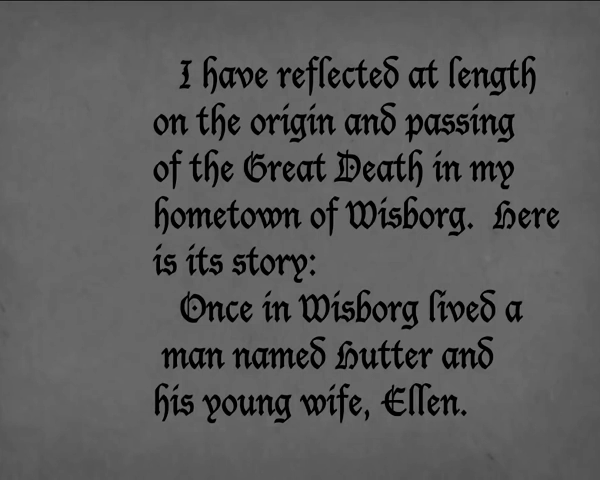 I have reflected at length
on the origin and passing
of the Great Death in my
hometown of Wisborg. Here
is its story:
Once in Wisborg lived a
man named Hutter and
his young wife, Ellen.